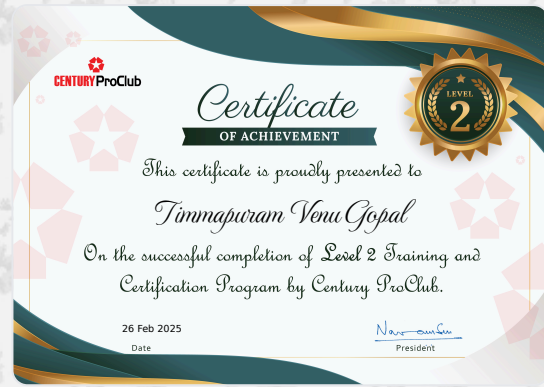 CENTURY ProClub
Certificate
OF ACHIEVEMENT
LEVEL
2
This certificate is proudly presented to
Timmapuram Venu Gopal
On the successful completion of Level 2 Training and
Certification Program by Century ProClub.
26 Feb 2025
Date
President